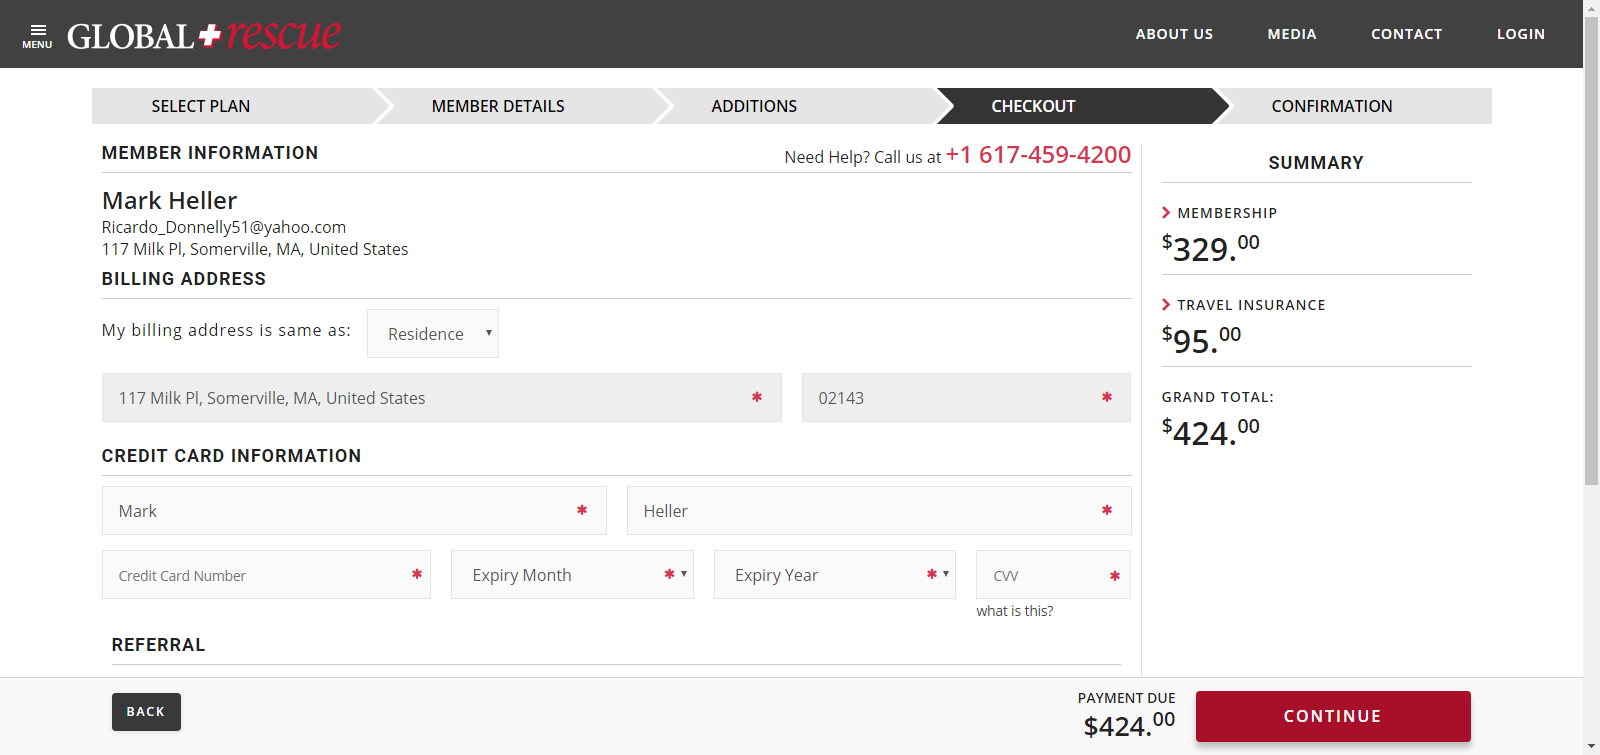 MENU
GLOBAL rescue
ABOUT US
MEDIA
CONTACT
LOGIN
SELECT PLAN
MEMBER DETAILS
ADDITIONS
CHECKOUT
CONFIRMATION
MEMBER INFORMATION
Need Help? Call us at +1 617-459-4200
Mark Heller
Ricardo_Donnelly51@yahoo.com
117 Milk Pl, Somerville, MA, United States
BILLING ADDRESS
My billing address is same as: Residence
117 Milk Pl, Somerville, MA, United States *
02143 *
CREDIT CARD INFORMATION
Mark *
Heller *
Credit Card Number *
Expiry Month *
Expiry Year *
CVV *
what is this?
REFERRAL
SUMMARY
MEMBERSHIP
$329.00
TRAVEL INSURANCE
$95.00
GRAND TOTAL:
$424.00
BACK
PAYMENT DUE
$424.00
CONTINUE